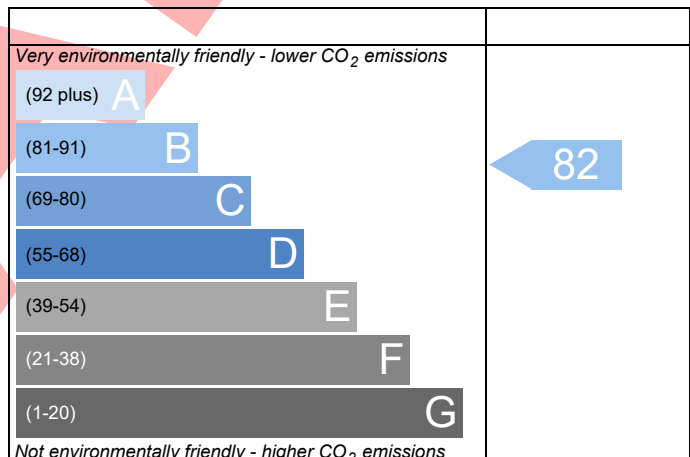 Very environmentally friendly - lower CO2 emissions
(92 plus) A
(81-91) B
82
(69-80) C
(55-68) D
(39-54) E
(21-38) F
(1-20) G
Not environmentally friendly - higher CO2 emissions